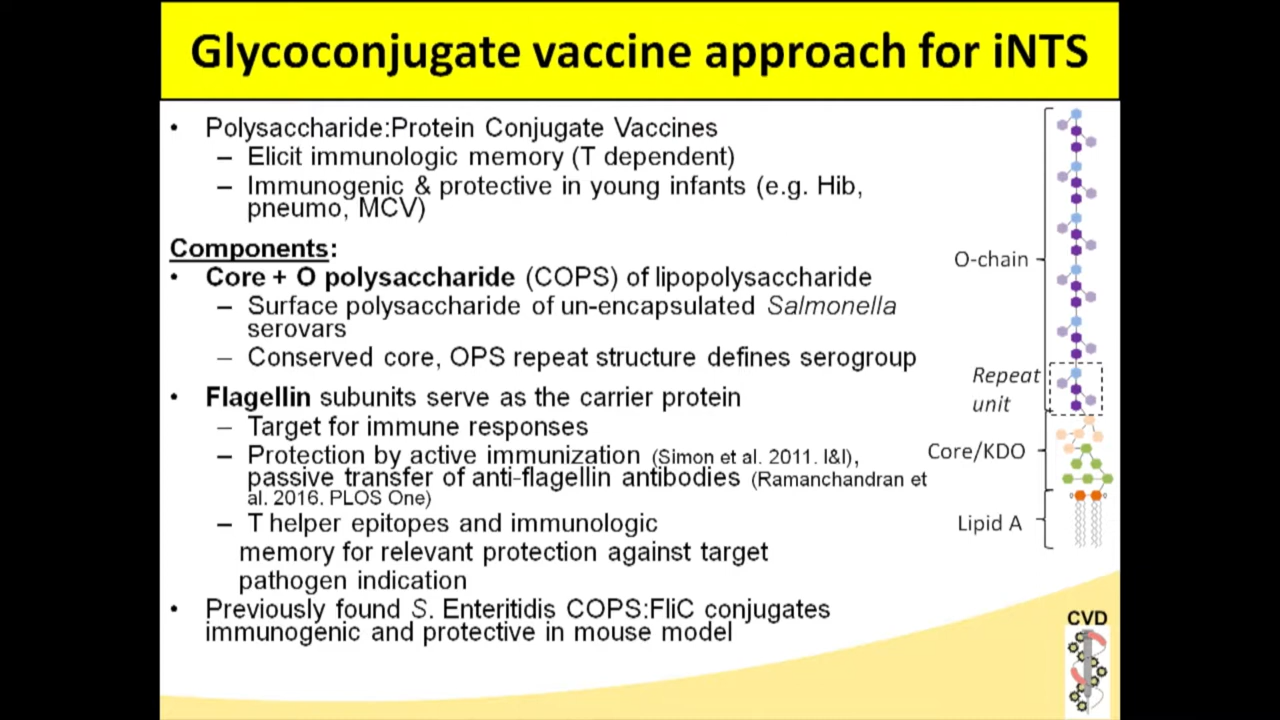 Glycoconjugate vaccine approach for iNTS
• Polysaccharide:Protein Conjugate Vaccines
– Elicit immunologic memory (T dependent)
– Immunogenic & protective in young infants (e.g. Hib,
pneumo, MCV)
Components:
• Core + O polysaccharide (COPS) of lipopolysaccharide
– Surface polysaccharide of un-encapsulated Salmonella
serovars
– Conserved core, OPS repeat structure defines serogroup
• Flagellin subunits serve as the carrier protein
– Target for immune responses
– Protection by active immunization (Simon et al. 2011. I&I),
passive transfer of anti-flagellin antibodies (Ramanchandran et
al. 2016. PLOS One)
– T helper epitopes and immunologic
memory for relevant protection against target
pathogen indication
• Previously found S. Enteritidis COPS:FliC conjugates
immunogenic and protective in mouse model
O-chain
Repeat
unit
Core/KDO
Lipid A
CVD